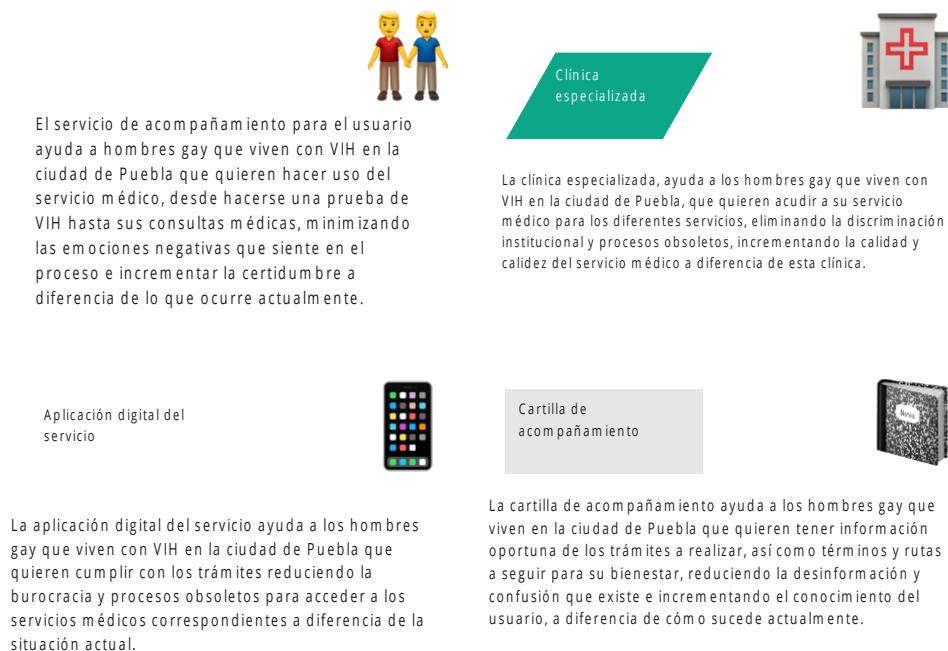 El servicio de acompañamiento para el usuario
ayuda a hombres gay que viven con VIH en la
ciudad de Puebla que quieren hacer uso del
servicio médico, desde hacerse una prueba de
VIH hasta sus consultas médicas, minimizando
las emociones negativas que siente en el
proceso e incrementar la certidumbre a
diferencia de lo que ocurre actualmente.
Clínica
especializada
La clínica especializada, ayuda a los hombres gay que viven con
VIH en la ciudad de Puebla, que quieren acudir a su servicio
médico para los diferentes servicios, eliminando la discriminación
institucional y procesos obsoletos, incrementando la calidad y
calidez del servicio médico a diferencia de esta clínica.
Aplicación digital del
servicio
La aplicación digital del servicio ayuda a los hombres
gay que viven con VIH en la ciudad de Puebla que
quieren cumplir con los trámites reduciendo la
burocracia y procesos obsoletos para acceder a los
servicios médicos correspondientes a diferencia de la
situación actual.
Cartilla de
acompañamiento
Notes
La cartilla de acompañamiento ayuda a los hombres gay que
viven en la ciudad de Puebla que quieren tener información
oportuna de los trámites a realizar, así como términos y rutas
a seguir para su bienestar, reduciendo la desinformación y
confusión que existe e incrementando el conocimiento del
usuario, a diferencia de cómo sucede actualmente.